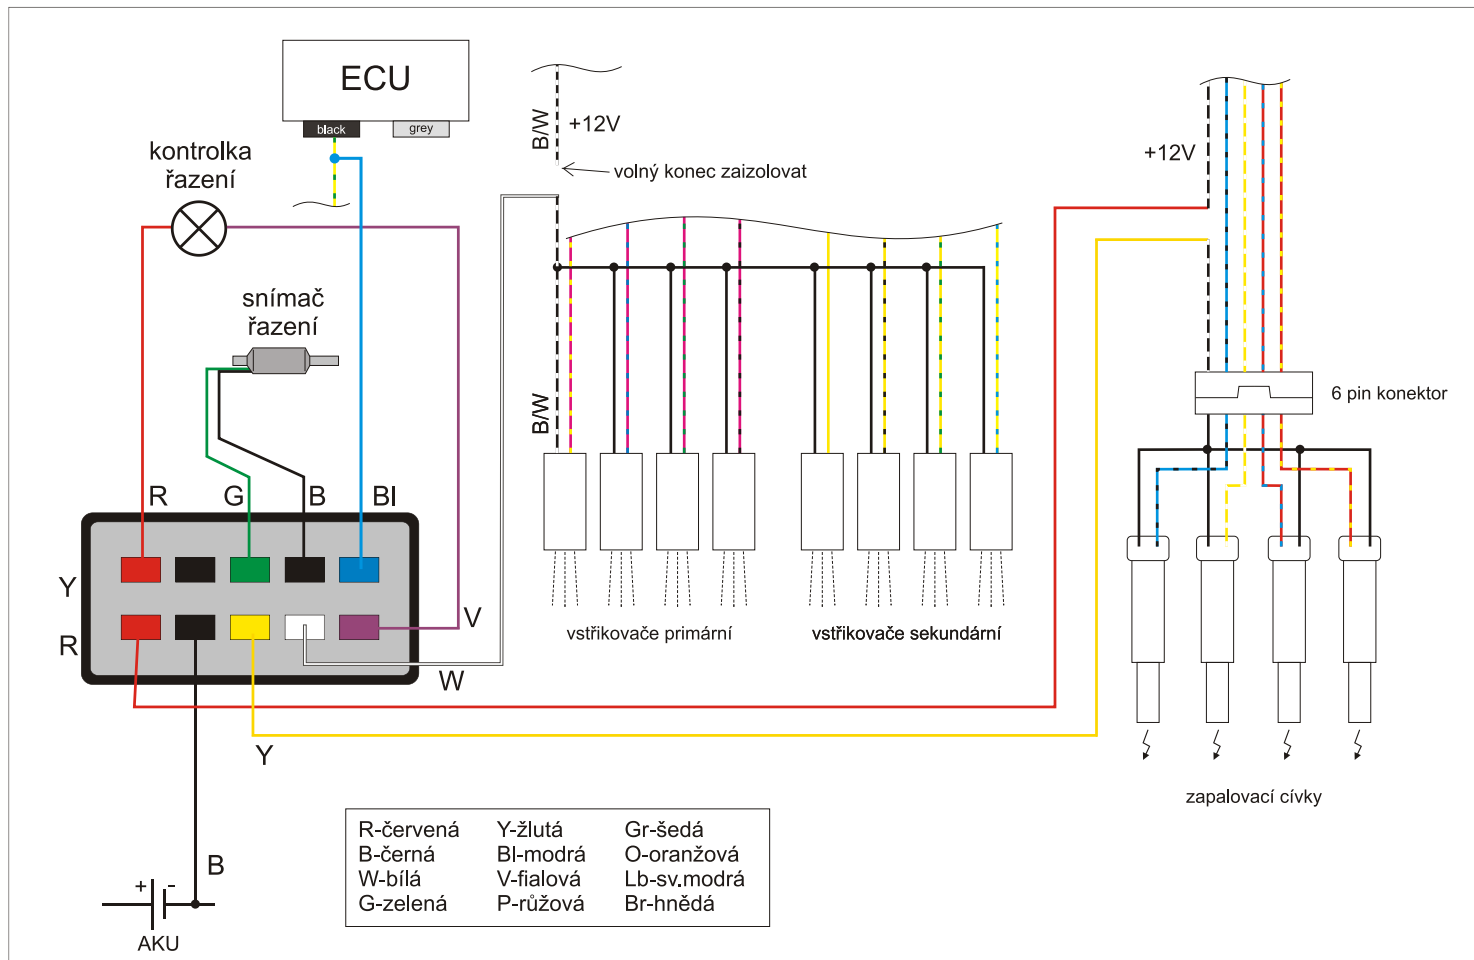 ECU
black
grey
kontrolka
řazení
B/W
+12V
volný konec zaizolovat
+12V
snímač
řazení
B/W
6 pin konektor
R
G
B
Bl
Y
R
V
W
Y
vstřikovače primární
vstřikovače sekundární
zapalovací cívky
B
+
-
AKU
R-červená
Y-žlutá
Gr-šedá
B-černá
Bl-modrá
O-oranžová
W-bílá
V-fialová
Lb-sv.modrá
G-zelená
P-růžová
Br-hnědá